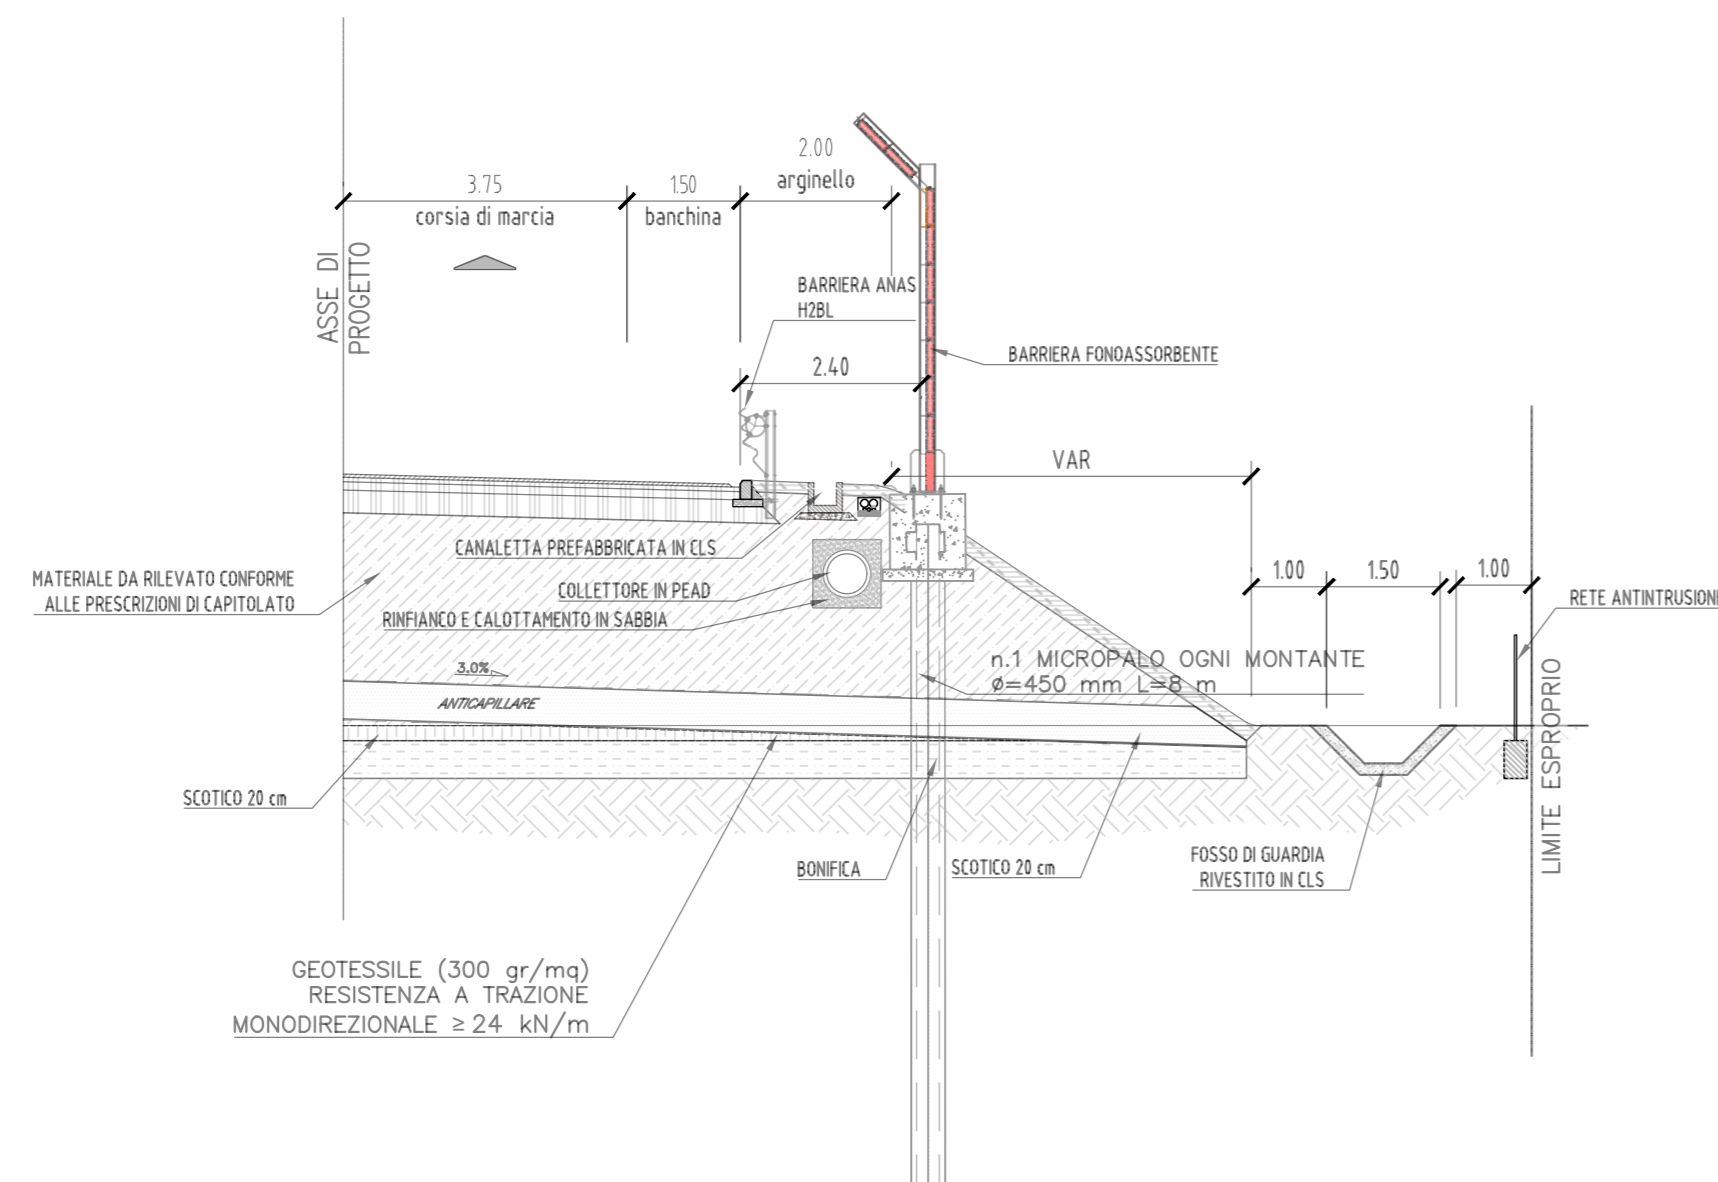 2.00
arginello
3.75
corsia di marcia
1.50
banchina
ASSE DI
PROGETTO
BARRIERA ANAS
H2BL
2.40
BARRIERA FONOASSORBENTE
VAR
CANALETTA PREFABBRICATA IN CLS
MATERIALE DA RILEVATO CONFORME
ALLE PRESCRIZIONI DI CAPITOLATO
COLLETTORE IN PEAD
RINFIANCO E CALOTTAMENTO IN SABBIA
1.00
1.50
1.00
RETE ANTINTRUSIONE
n.1 MICROPALO OGNI MONTANTE
Ø=450 mm L=8 m
3.0%
ANTICAPILLARE
LIMITE ESPROPRIO
SCOTICO 20 cm
BONIFICA
SCOTICO 20 cm
FOSSO DI GUARDIA
RIVESTITO IN CLS
GEOTESSILE (300 gr/mq)
RESISTENZA A TRAZIONE
MONODIREZIONALE ≥ 24 kN/m